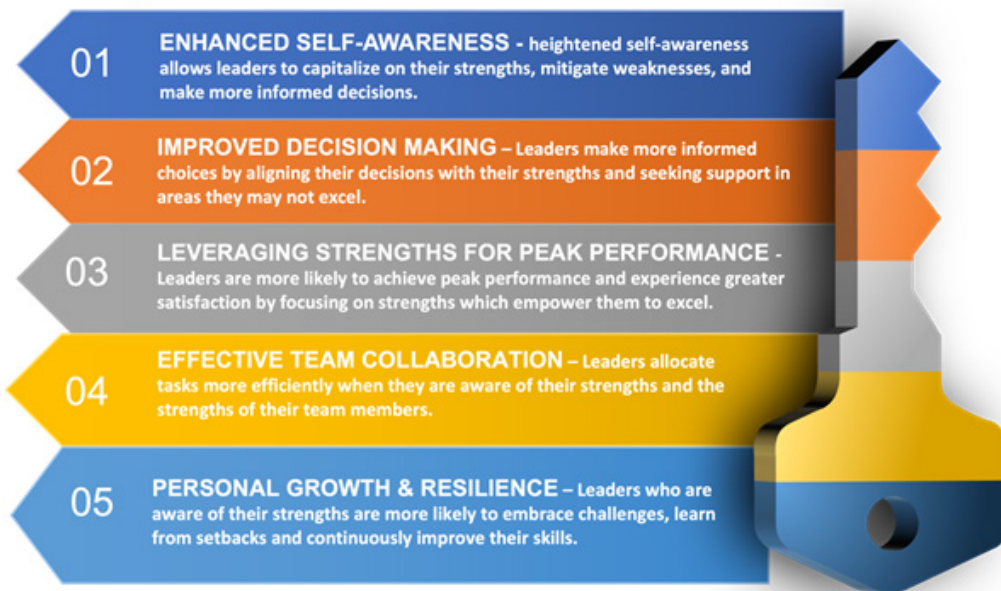 01
ENHANCED SELF-AWARENESS - heightened self-awareness
allows leaders to capitalize on their strengths, mitigate weaknesses, and
make more informed decisions.
02
IMPROVED DECISION MAKING – Leaders make more informed
choices by aligning their decisions with their strengths and seeking support in
areas they may not excel.
03
LEVERAGING STRENGTHS FOR PEAK PERFORMANCE -
Leaders are more likely to achieve peak performance and experience greater
satisfaction by focusing on strengths which empower them to excel.
04
EFFECTIVE TEAM COLLABORATION – Leaders allocate
tasks more efficiently when they are aware of their strengths and the
strengths of their team members.
05
PERSONAL GROWTH & RESILIENCE – Leaders who are
aware of their strengths are more likely to embrace challenges, learn
from setbacks and continuously improve their skills.